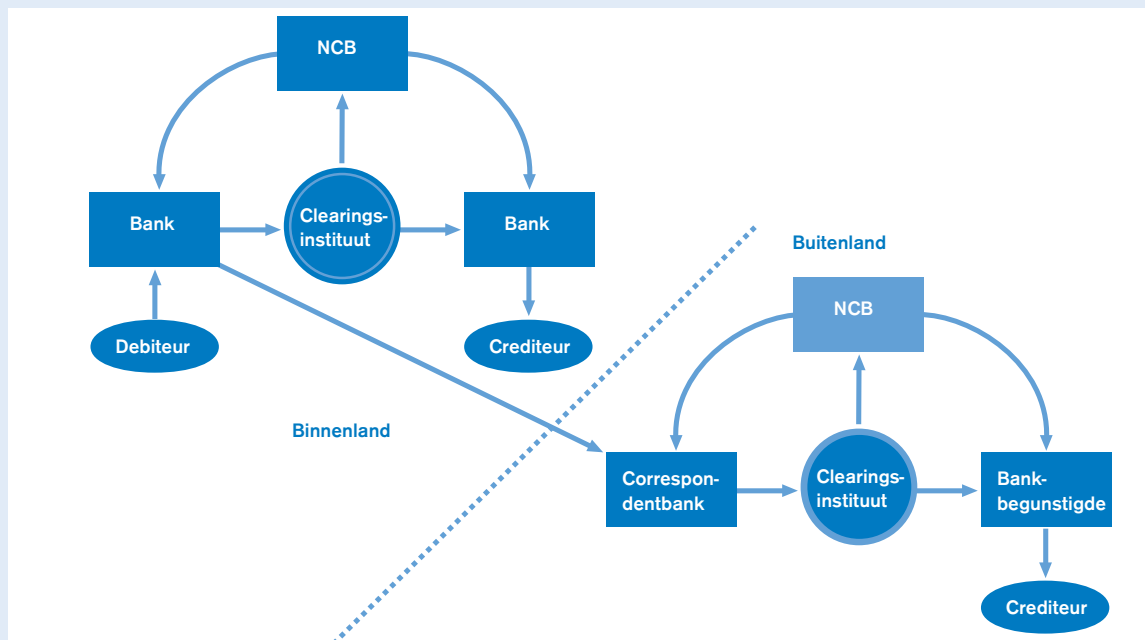 NCB
Bank
Clearings-
instituut
Bank
Debiteur
Crediteur
Buitenland
NCB
Binnenland
Correspon-
dentbank
Clearings-
instituut
Bank-
begunstigde
Crediteur